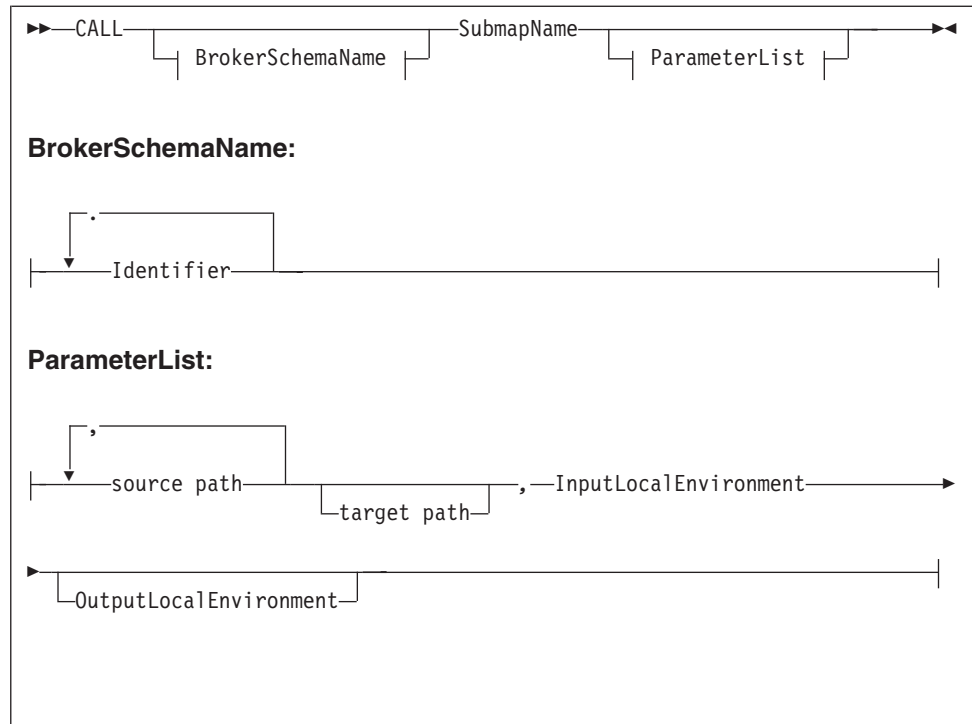 CALL SubmapName
BrokerSchemaName ParameterList
BrokerSchemaName:
.
Identifier
ParameterList:
,
source path , InputLocalEnvironment
target path
OutputLocalEnvironment